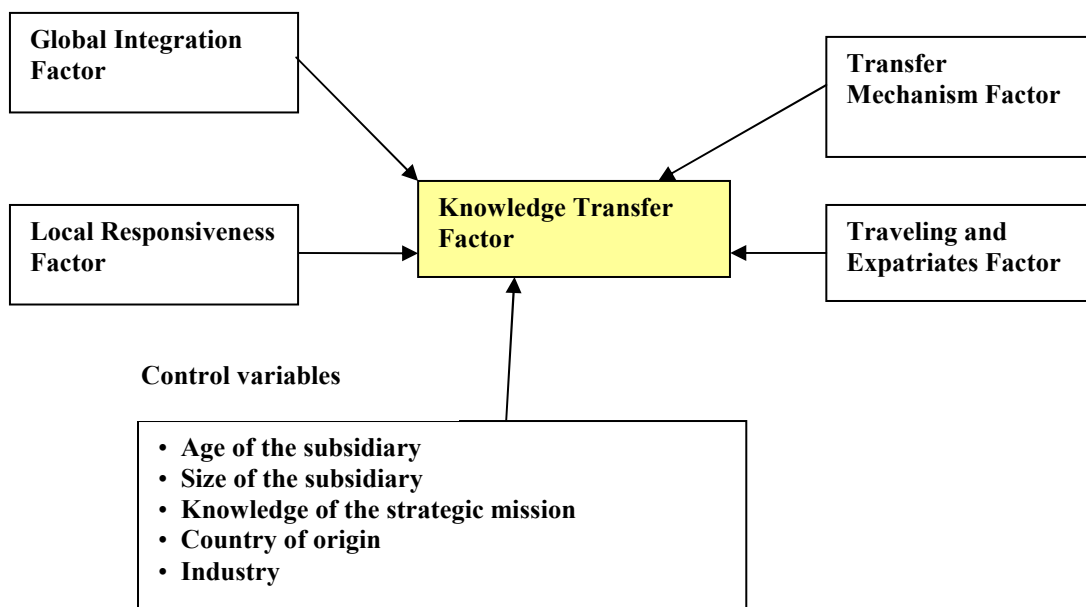 Global Integration
Factor
Transfer
Mechanism Factor
Knowledge Transfer
Factor
Local Responsiveness
Factor
Traveling and
Expatriates Factor
Control variables
• Age of the subsidiary
• Size of the subsidiary
• Knowledge of the strategic mission
• Country of origin
• Industry